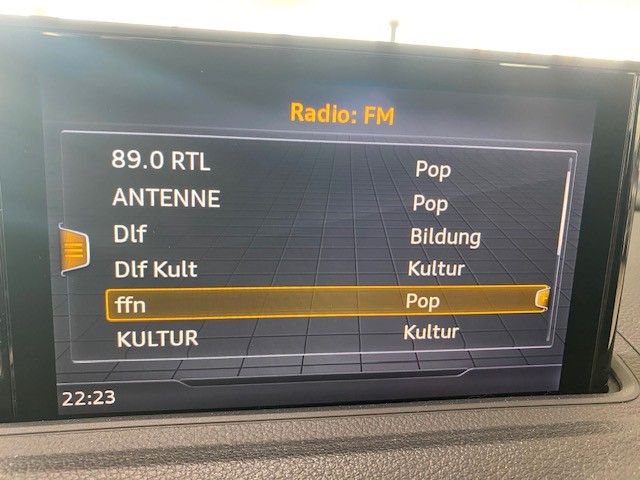 Radio: FM
89.0 RTL Pop
ANTENNE Pop
Dlf Bildung
Dlf Kult Kultur
ffn Pop
KULTUR Kultur
22:23